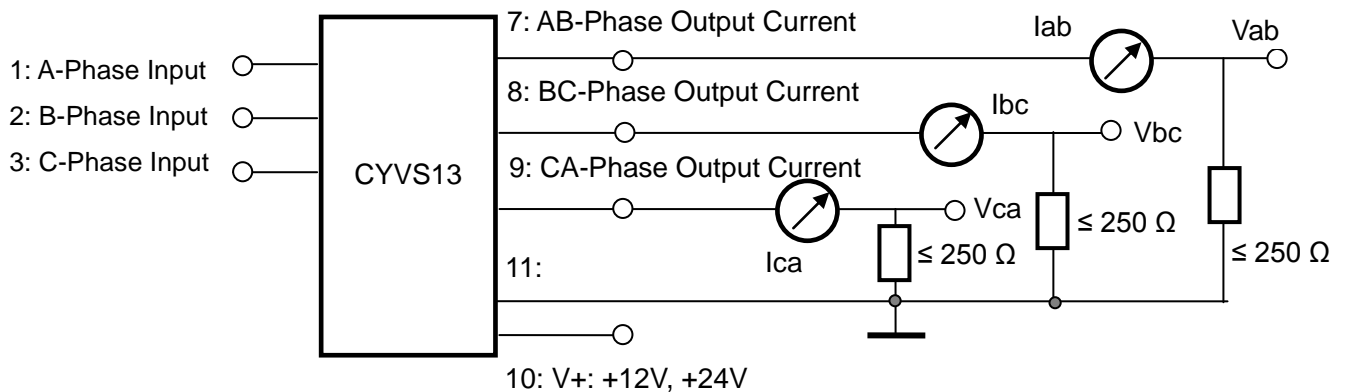 7: AB-Phase Output Current
Iab
Vab
1: A-Phase Input
8: BC-Phase Output Current
Ibc
Vbc
2: B-Phase Input
3: C-Phase Input
CYVS13
9: CA-Phase Output Current
Vca
≤ 250 Ω
≤ 250 Ω
≤ 250 Ω
Ica
11:
10: V+: +12V, +24V